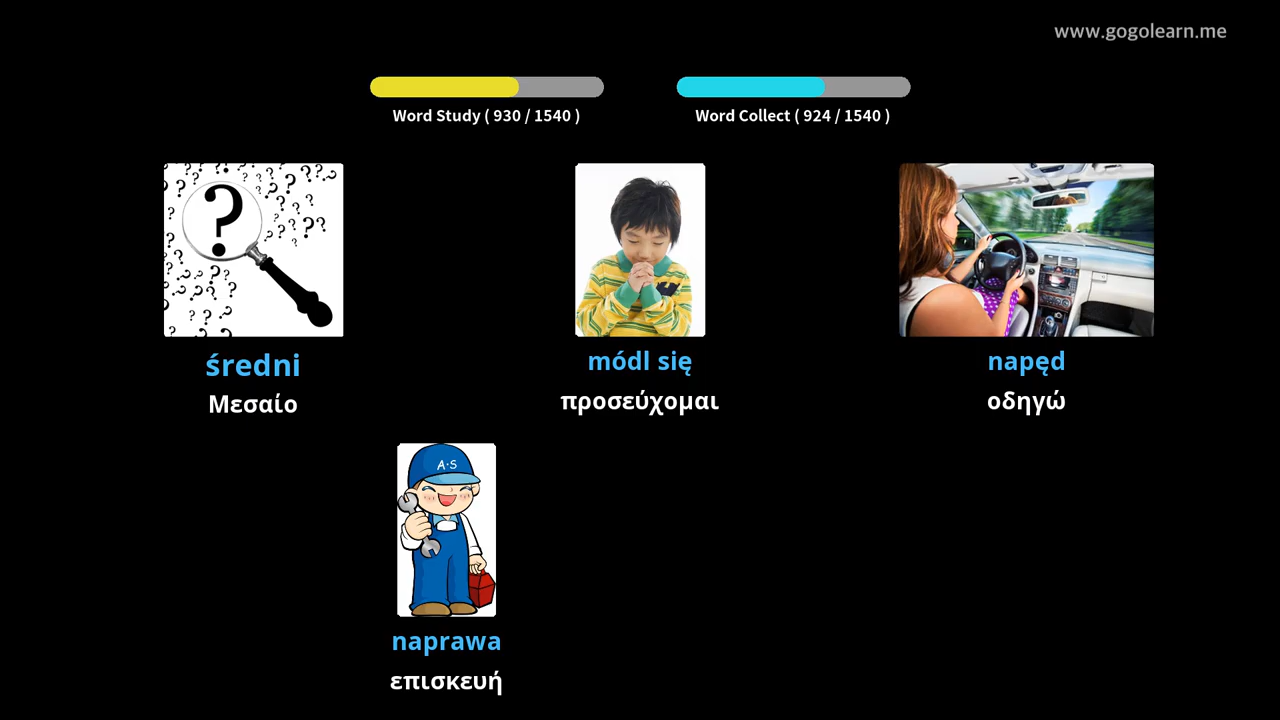 www.gogolearn.me
Word Study ( 930 / 1540 )
Word Collect ( 924 / 1540 )
średni
Μεσαίο
módl się
προσεύχομαι
napęd
οδηγώ
A·S
naprawa
επισκευή